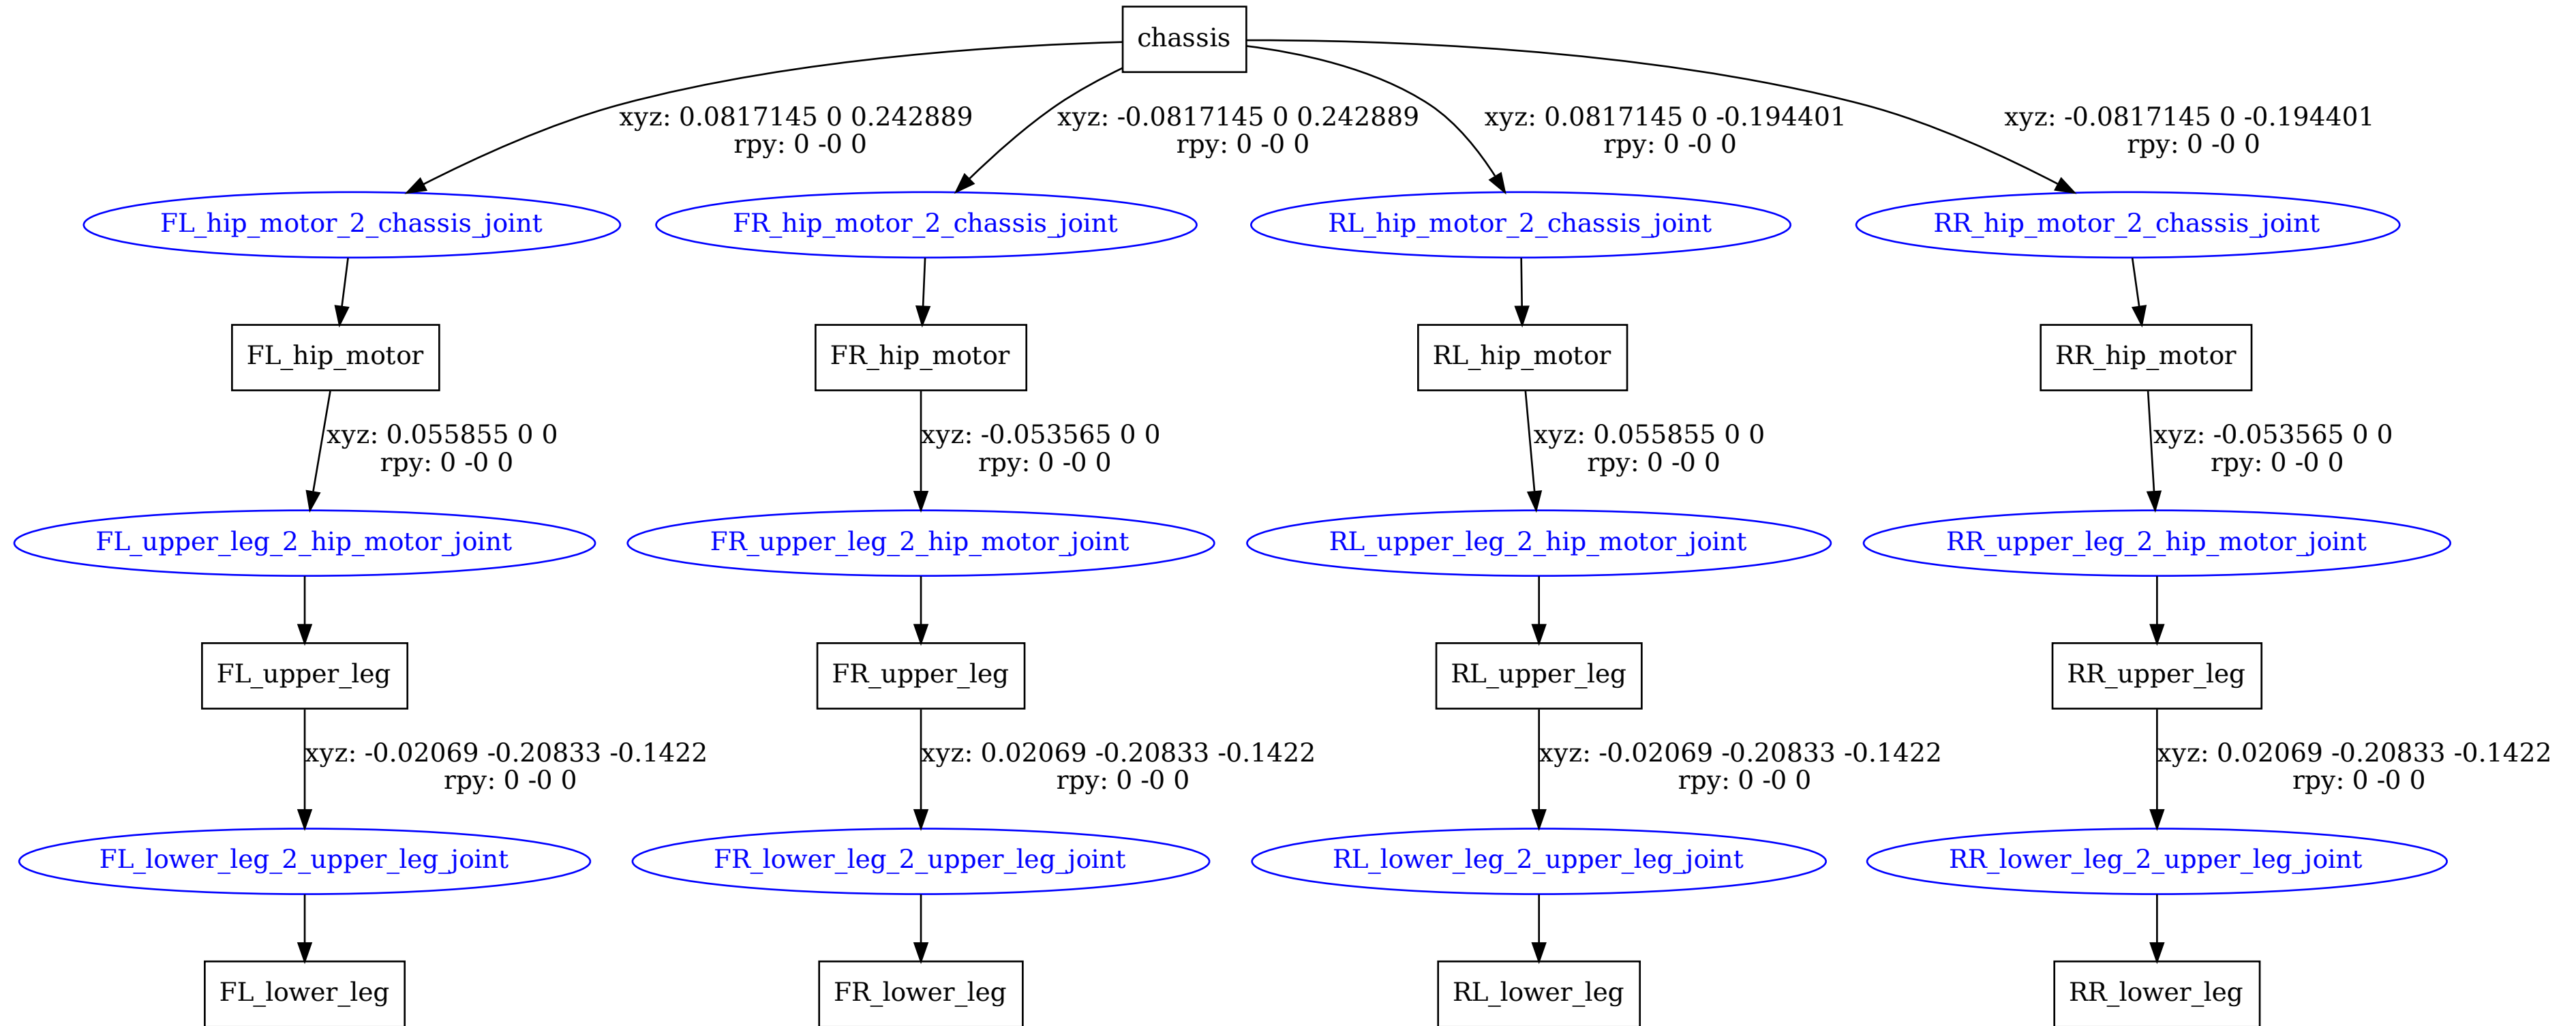 chassis
xyz: 0.0817145 0 0.242889
rpy: 0 -0 0
xyz: -0.0817145 0 0.242889
rpy: 0 -0 0
xyz: 0.0817145 0 -0.194401
rpy: 0 -0 0
xyz: -0.0817145 0 -0.194401
rpy: 0 -0 0
FL_hip_motor_2_chassis_joint
FR_hip_motor_2_chassis_joint
RL_hip_motor_2_chassis_joint
RR_hip_motor_2_chassis_joint
FL_hip_motor
FR_hip_motor
RL_hip_motor
RR_hip_motor
xyz: 0.055855 0 0
rpy: 0 -0 0
xyz: -0.053565 0 0
rpy: 0 -0 0
xyz: 0.055855 0 0
rpy: 0 -0 0
xyz: -0.053565 0 0
rpy: 0 -0 0
FL_upper_leg_2_hip_motor_joint
FR_upper_leg_2_hip_motor_joint
RL_upper_leg_2_hip_motor_joint
RR_upper_leg_2_hip_motor_joint
FL_upper_leg
FR_upper_leg
RL_upper_leg
RR_upper_leg
xyz: -0.02069 -0.20833 -0.1422
rpy: 0 -0 0
xyz: 0.02069 -0.20833 -0.1422
rpy: 0 -0 0
xyz: -0.02069 -0.20833 -0.1422
rpy: 0 -0 0
xyz: 0.02069 -0.20833 -0.1422
rpy: 0 -0 0
FL_lower_leg_2_upper_leg_joint
FR_lower_leg_2_upper_leg_joint
RL_lower_leg_2_upper_leg_joint
RR_lower_leg_2_upper_leg_joint
FL_lower_leg
FR_lower_leg
RL_lower_leg
RR_lower_leg